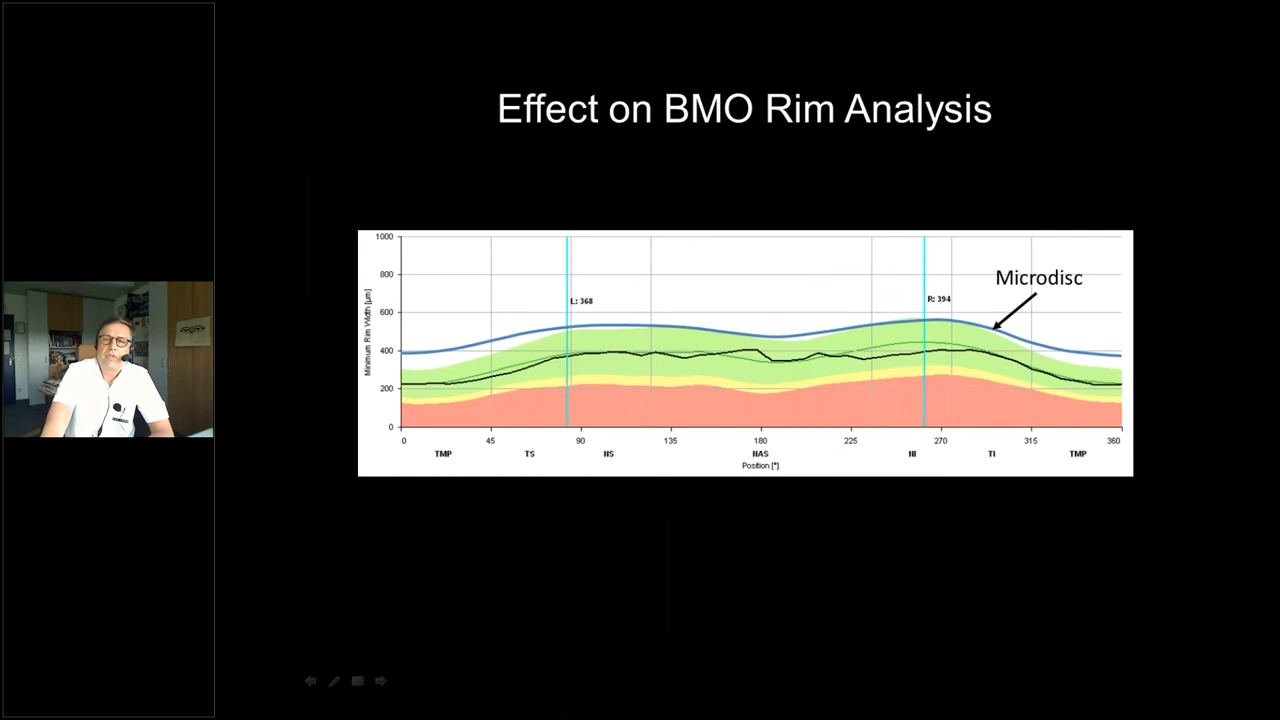 Effect on BMO Rim Analysis
Minimum Rim Width [µm]
1000
800
600
400
200
0
L: 368
R: 394
Microdisc
0 45 90 135 180 225 270 315 360
TMP TS NS NAS NI TI TMP
Position [°]